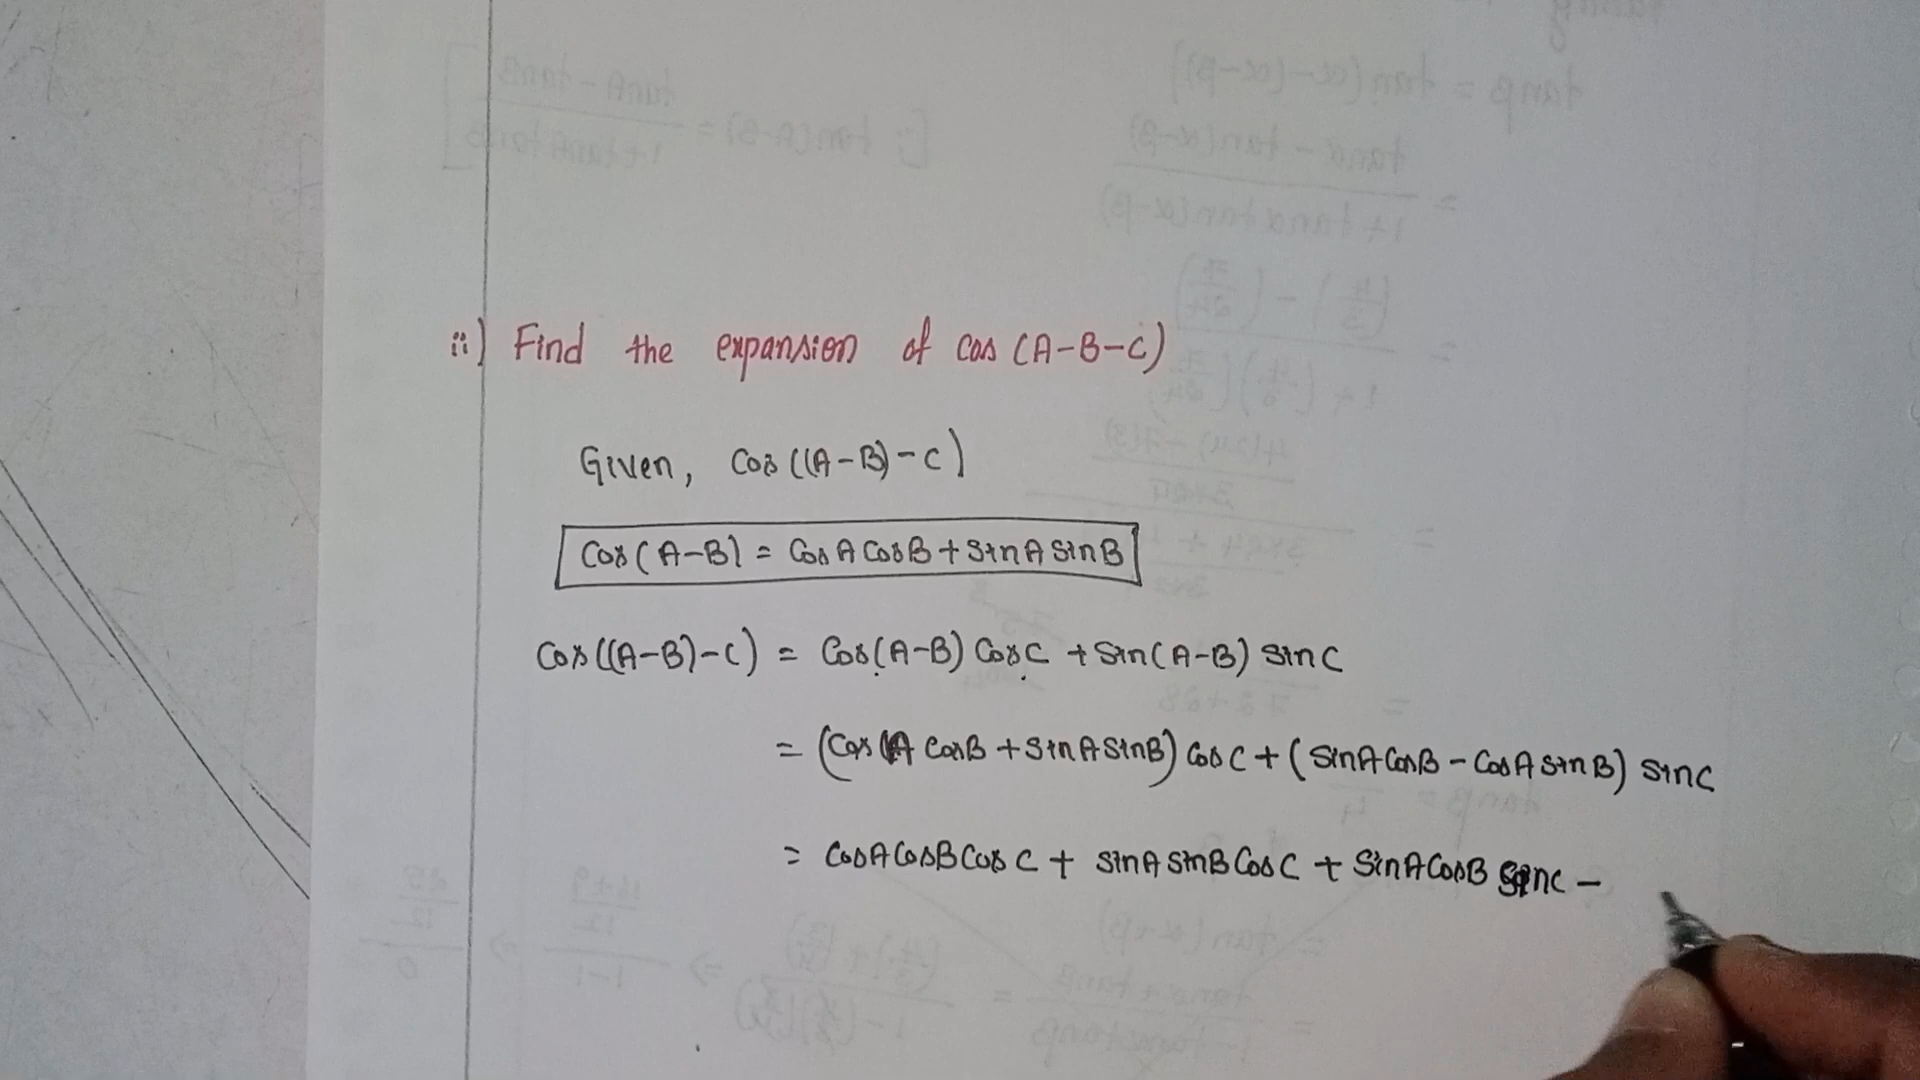 ii) Find the expansion of cos (A-B-C)
Given, Cos ((A-B)-C)
Cos (A-B) = Cos A Cos B + Sin A Sin B
Cos ((A-B)-C) = Cos (A-B) Cos C + Sin (A-B) Sin C
= (Cos A Cos B + Sin A Sin B) Cos C + (Sin A Cos B - Cos A Sin B) Sin C
= Cos A Cos B Cos C + Sin A Sin B Cos C + Sin A Cos B Sin C -